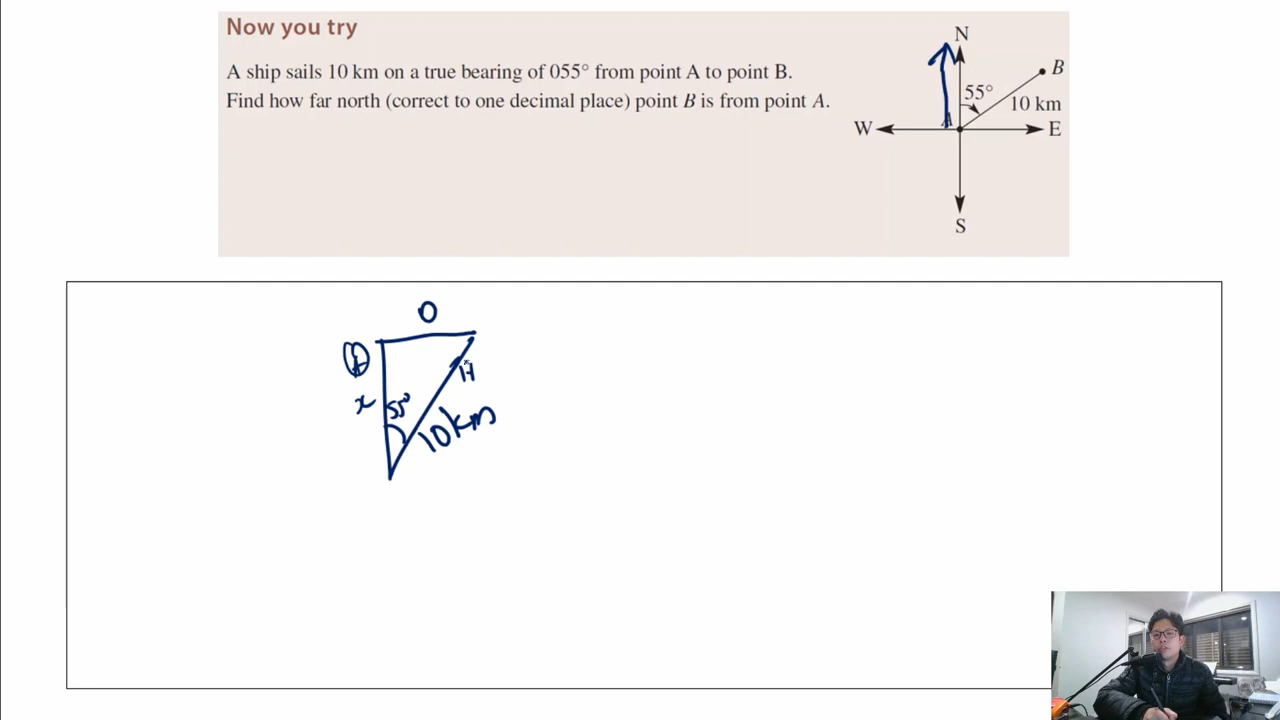 Now you try
A ship sails 10 km on a true bearing of 055° from point A to point B.
Find how far north (correct to one decimal place) point B is from point A.
N
B
55°
10 km
A
W
E
S
O
A
H
x
55°
10km